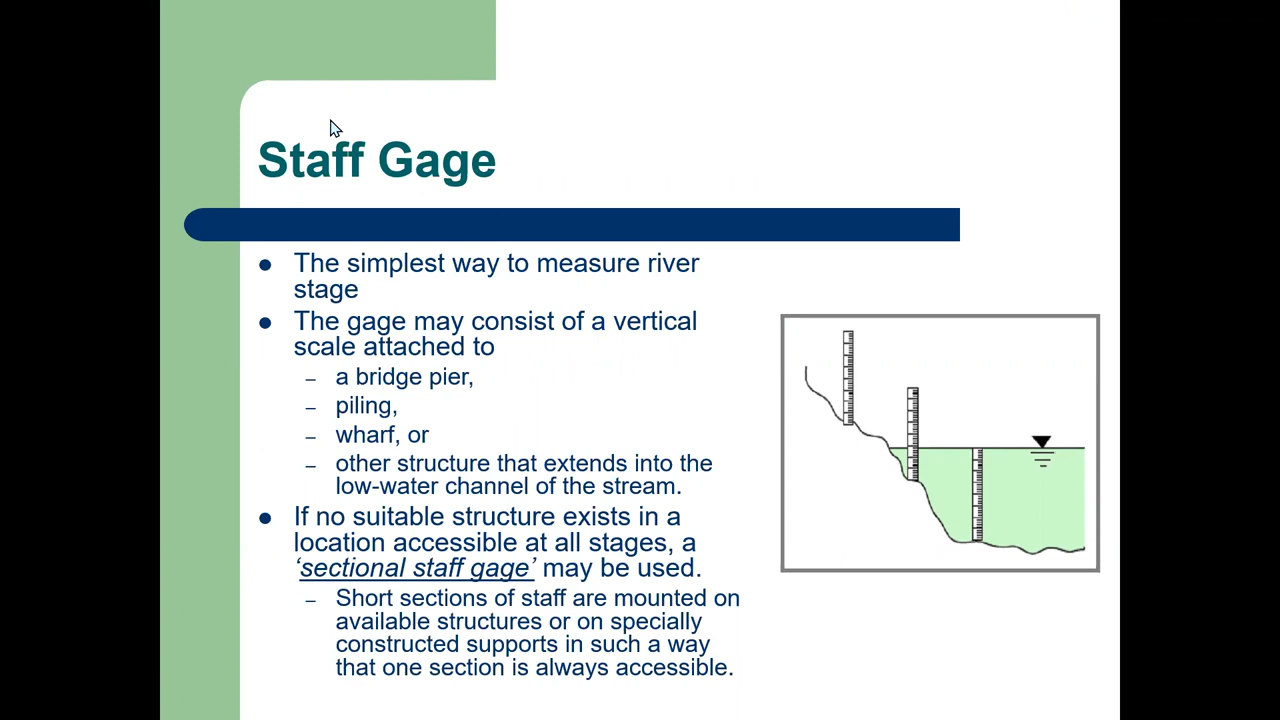 Staff Gage
● The simplest way to measure river
stage
● The gage may consist of a vertical
scale attached to
– a bridge pier,
– piling,
– wharf, or
– other structure that extends into the
low-water channel of the stream.
● If no suitable structure exists in a
location accessible at all stages, a
‘sectional staff gage’ may be used.
– Short sections of staff are mounted on
available structures or on specially
constructed supports in such a way
that one section is always accessible.